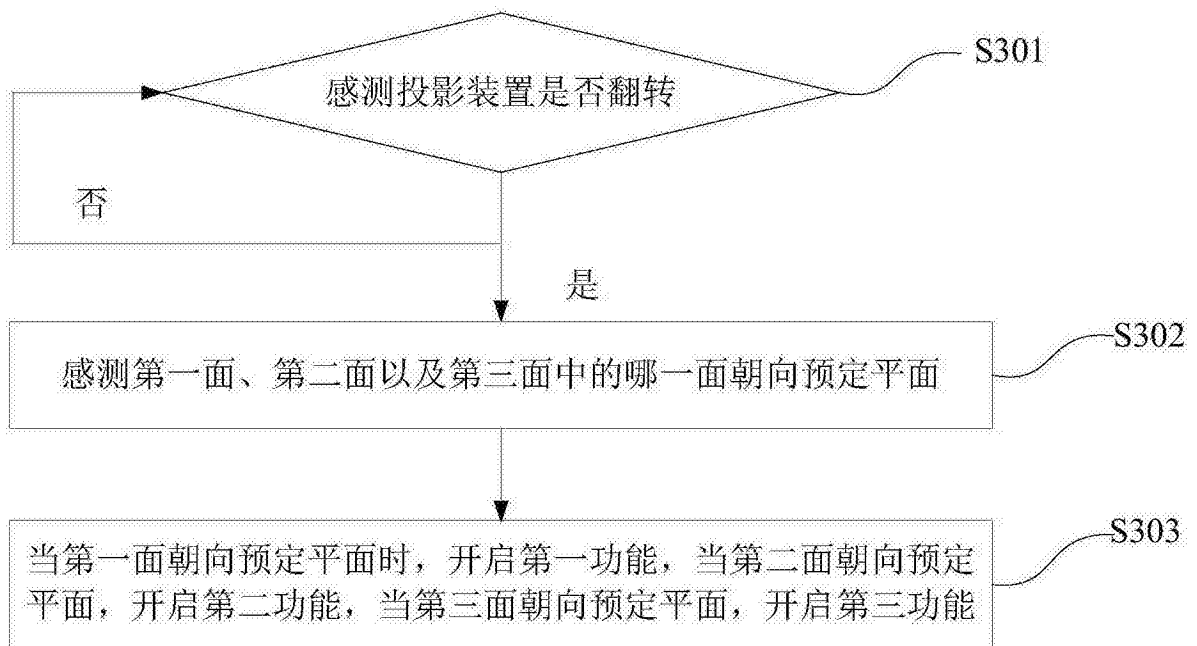 感测投影装置是否翻转
S301
否
是
感测第一面、第二面以及第三面中的哪一面朝向预定平面
S302
当第一面朝向预定平面时，开启第一功能，当第二面朝向预定
平面，开启第二功能，当第三面朝向预定平面，开启第三功能
S303